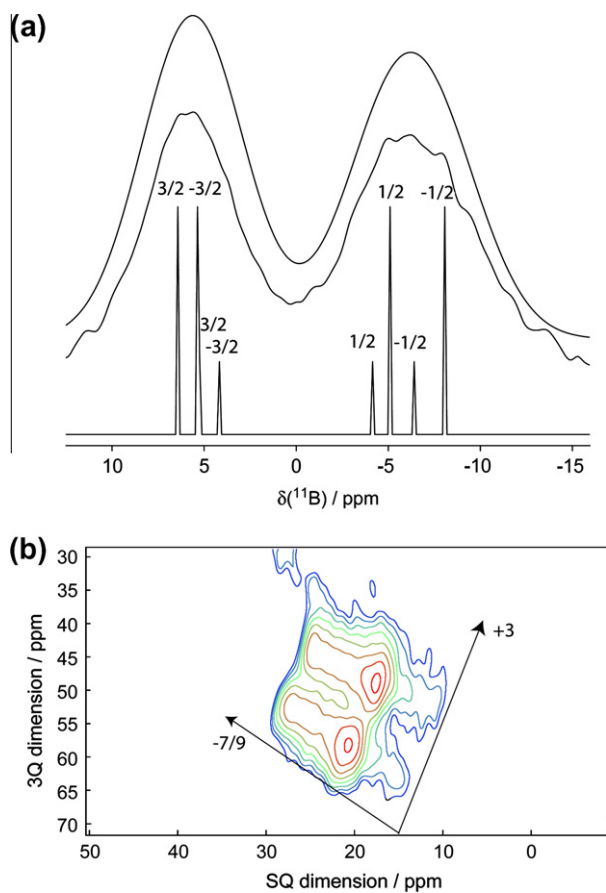 (a)
3/2 -3/2
1/2
-1/2
3/2
-3/2
1/2
-1/2
10 5 0 -5 -10 -15
δ(¹¹B) / ppm
(b)
30
35
40
45
50
55
60
65
70
3Q dimension / ppm
+3
-7/9
50 40 30 20 10 0
SQ dimension / ppm